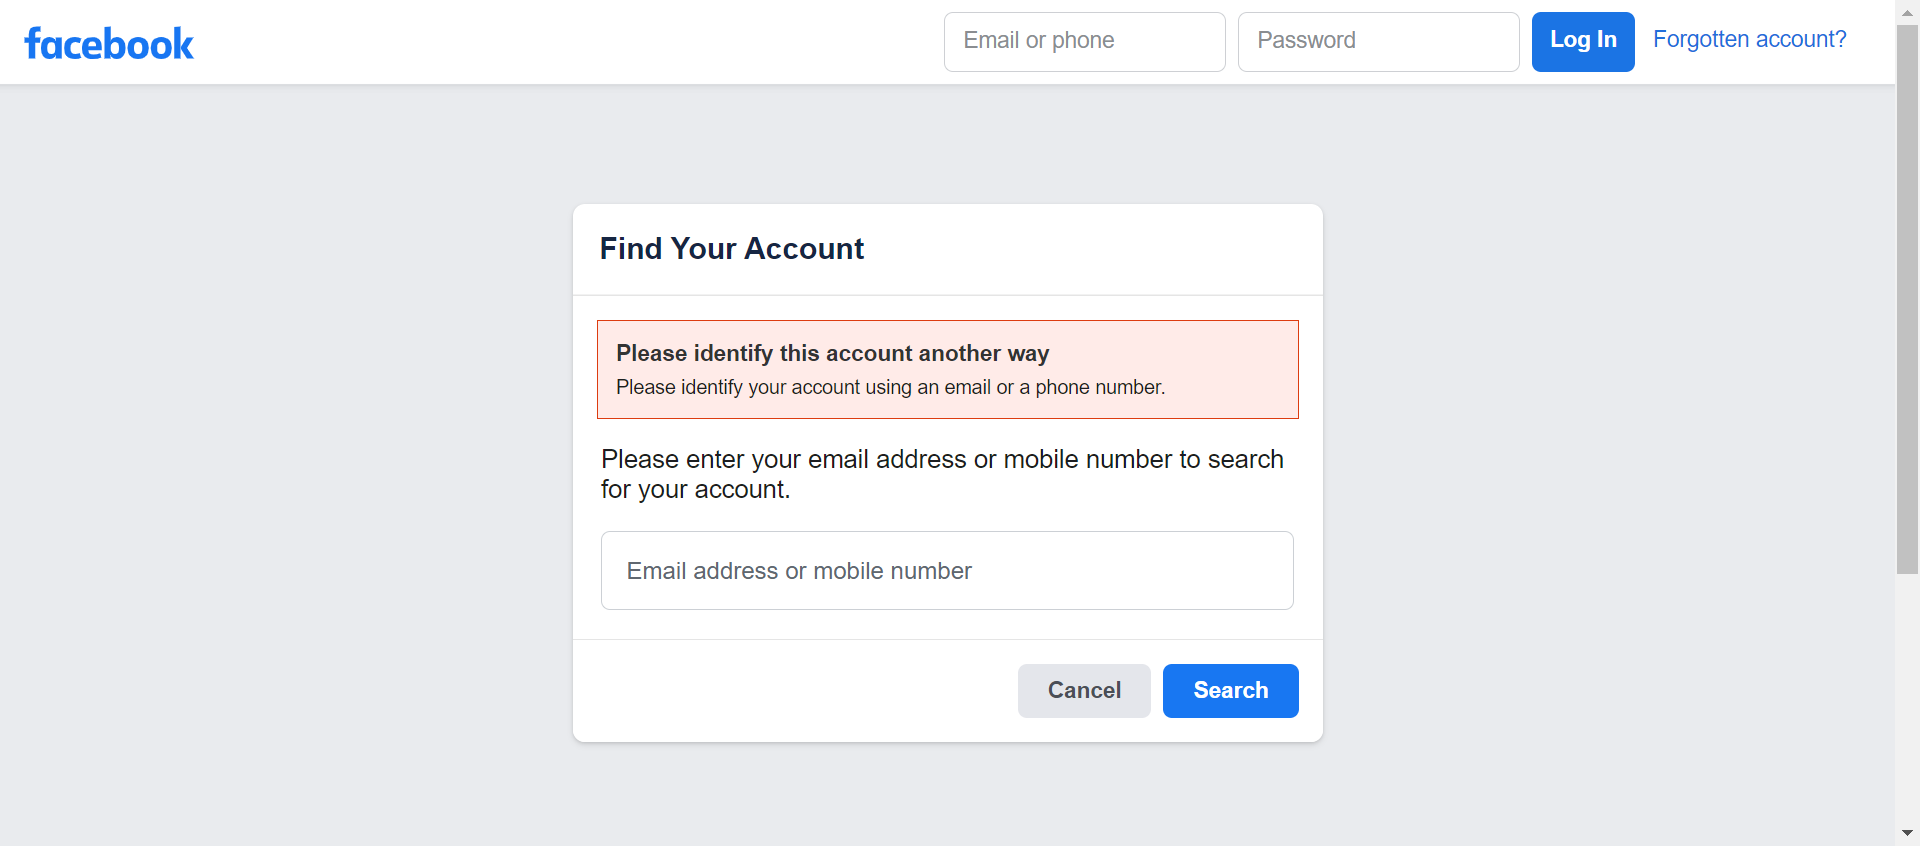 facebook
Email or phone
Password
Log In
Forgotten account?
Find Your Account
Please identify this account another way
Please identify your account using an email or a phone number.
Please enter your email address or mobile number to search
for your account.
Email address or mobile number
Cancel
Search